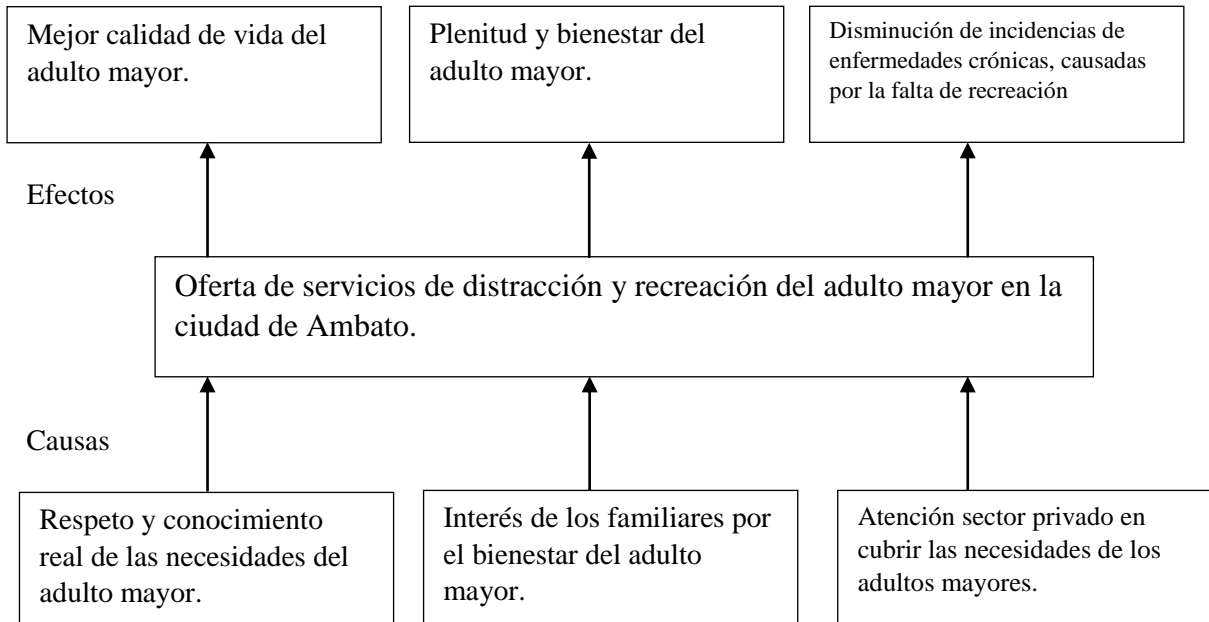 Mejor calidad de vida del
adulto mayor.
Plenitud y bienestar del
adulto mayor.
Disminución de incidencias de
enfermedades crónicas, causadas
por la falta de recreación
Efectos
Oferta de servicios de distracción y recreación del adulto mayor en la
ciudad de Ambato.
Causas
Respeto y conocimiento
real de las necesidades del
adulto mayor.
Interés de los familiares por
el bienestar del adulto
mayor.
Atención sector privado en
cubrir las necesidades de los
adultos mayores.